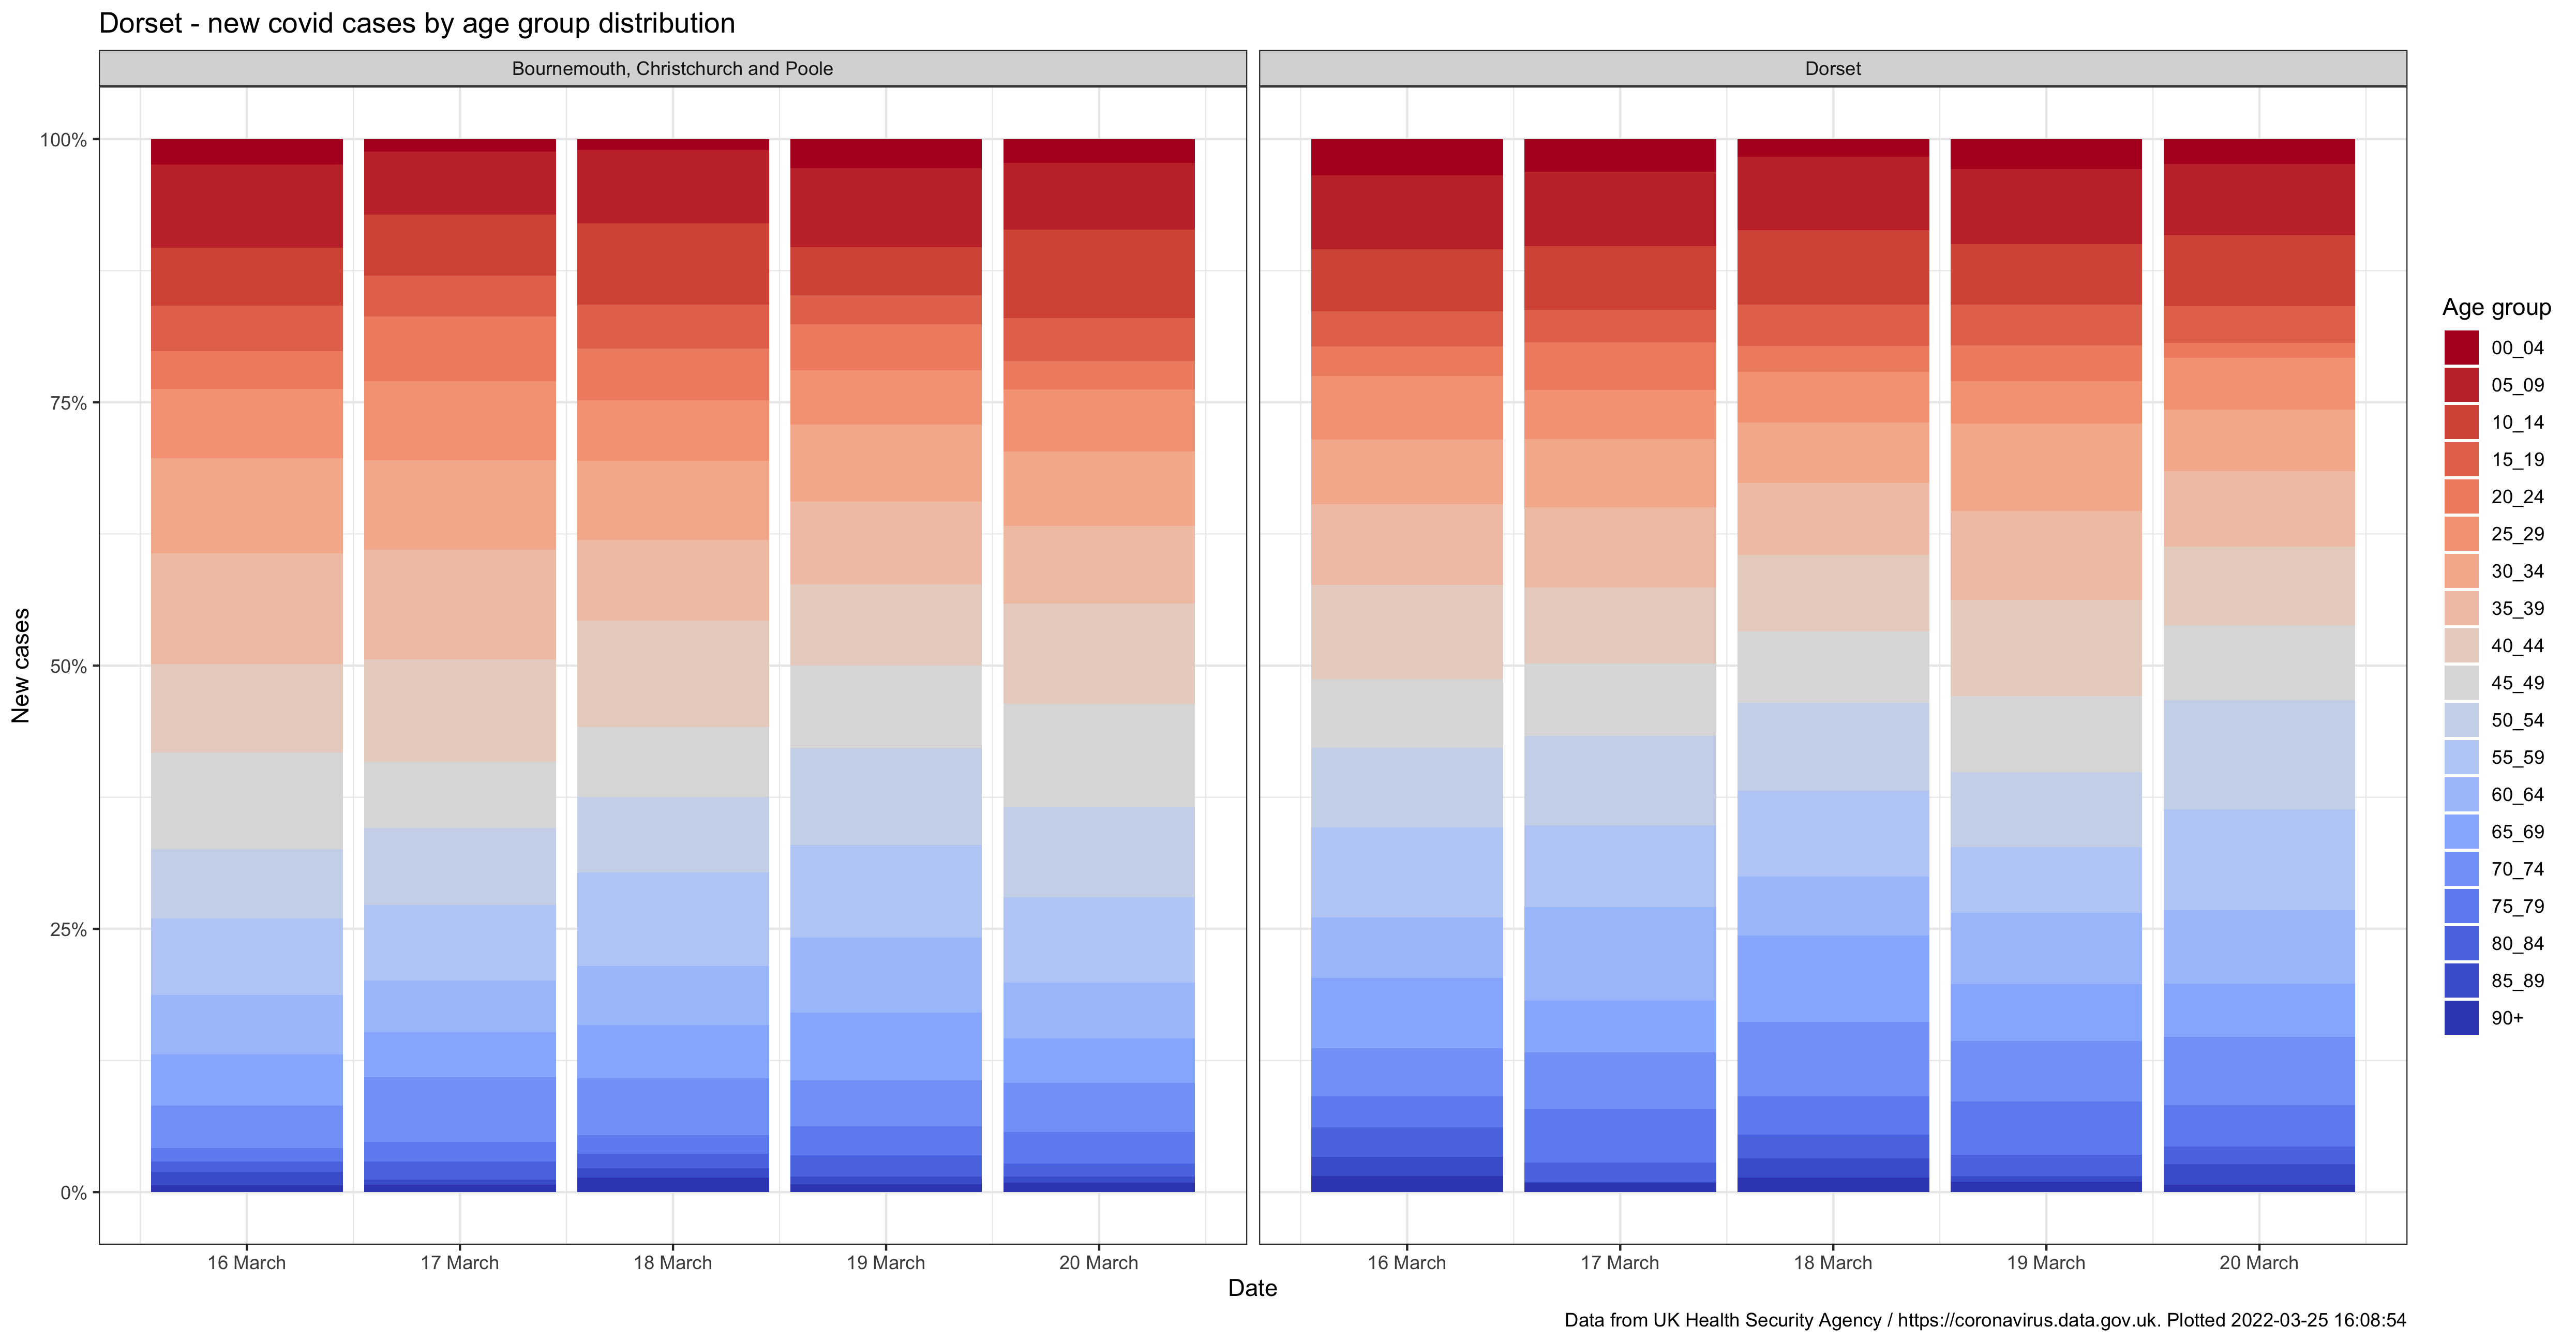 Dorset - new covid cases by age group distribution
Bournemouth, Christchurch and Poole
Dorset
100%
75%
50%
25%
0%
New cases
16 March
17 March
18 March
19 March
20 March
16 March
17 March
18 March
19 March
20 March
Date
Age group
00_04
05_09
10_14
15_19
20_24
25_29
30_34
35_39
40_44
45_49
50_54
55_59
60_64
65_69
70_74
75_79
80_84
85_89
90+
Data from UK Health Security Agency / https://coronavirus.data.gov.uk. Plotted 2022-03-25 16:08:54